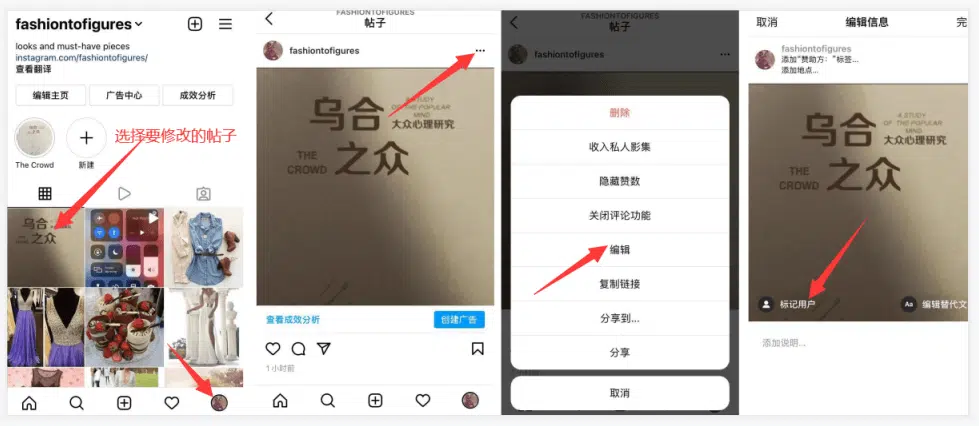 fashiontofigures
looks and must-have pieces
instagram.com/fashiontofigures/
查看翻译
编辑主页
广告中心
成效分析
选择要修改的帖子
The Crowd
新建
FASHIONTOFIGURES
帖子
fashiontofigures
乌合
之众
A STUDY
OF THE POPULAR
MIND
大众心理研究
THE
CROWD
查看成效分析
创建广告
1 小时前
FASHIONTOFIGURES
帖子
fashiontofigures
删除
收入私人影集
隐藏赞数
关闭评论功能
编辑
复制链接
分享到...
分享
取消
取消
编辑信息
完
fashiontofigures
添加“赞助方：”标签...
添加地点...
乌合
之众
A STUDY
OF THE POPULAR
MIND
大众心理研究
THE
CROWD
标记用户
Aa
编辑替代文
添加说明...